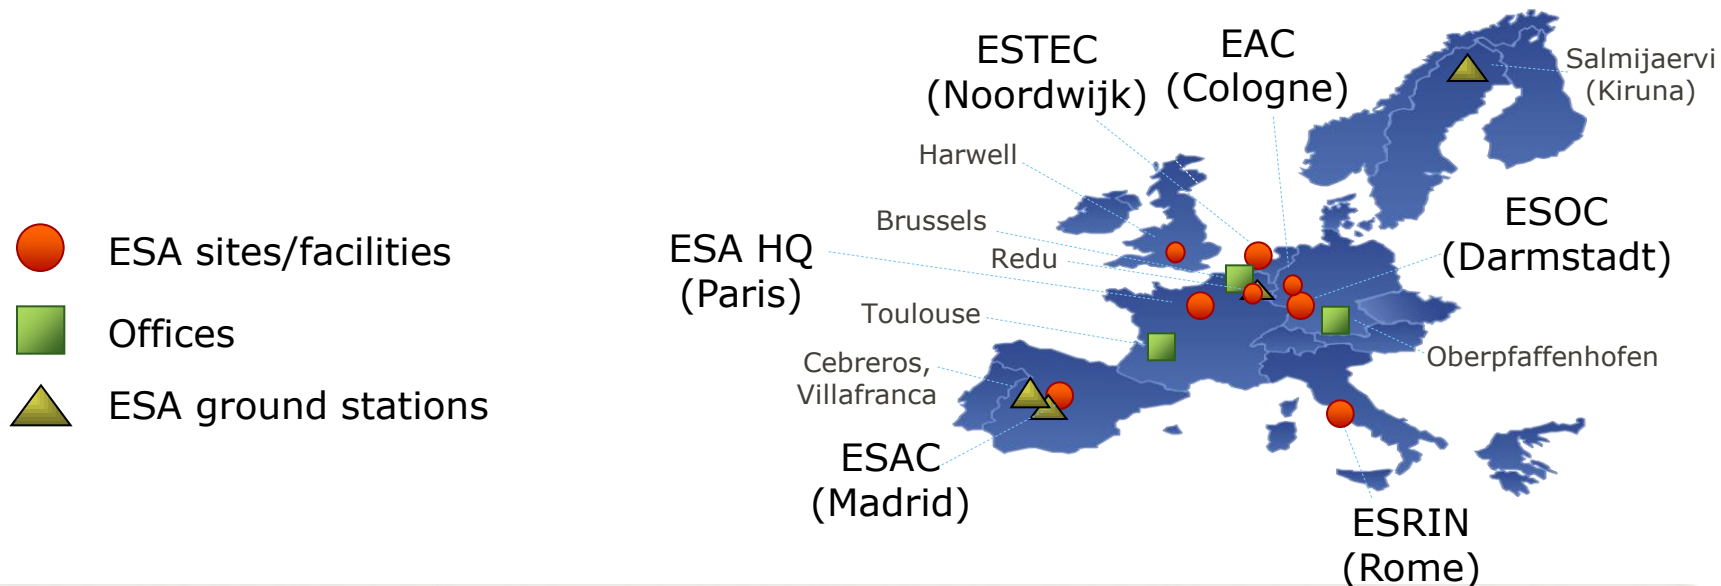 ESA sites/facilities
Offices
ESA ground stations
ESTEC
(Noordwijk)
EAC
(Cologne)
Salmijaervi
(Kiruna)
Harwell
Brussels
Redu
ESA HQ
(Paris)
ESOC
(Darmstadt)
Toulouse
Cebreros,
Villafranca
Oberpfaffenhofen
ESAC
(Madrid)
ESRIN
(Rome)